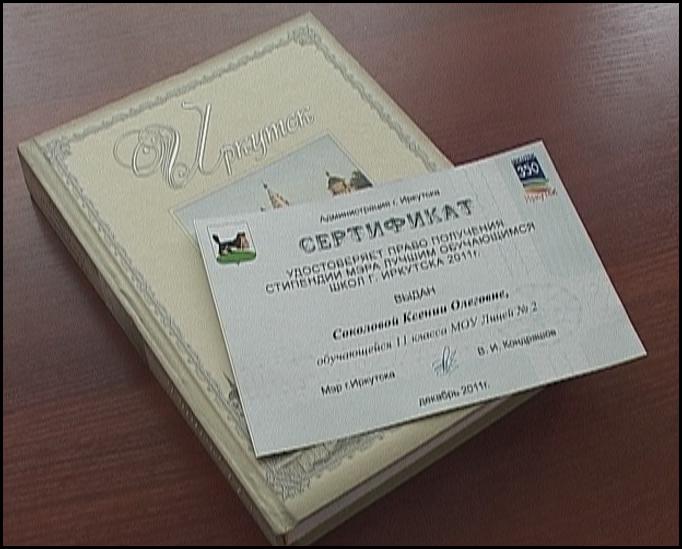 Иркутск
Администрация г. Иркутска
СЕРТИФИКАТ
УДОСТОВЕРЯЕТ ПРАВО ПОЛУЧЕНИЯ
СТИПЕНДИИ МЭРА ЛУЧШИМ ОБУЧАЮЩИМСЯ
ШКОЛ Г. ИРКУТСКА 2011г.
ВЫДАН
Соколовой Ксении Олеговне,
обучающейся 11 класса МОУ Лицей № 2
Мэр г.Иркутска
В. И. Кондрашов
декабрь 2011г.
350
Иркутск